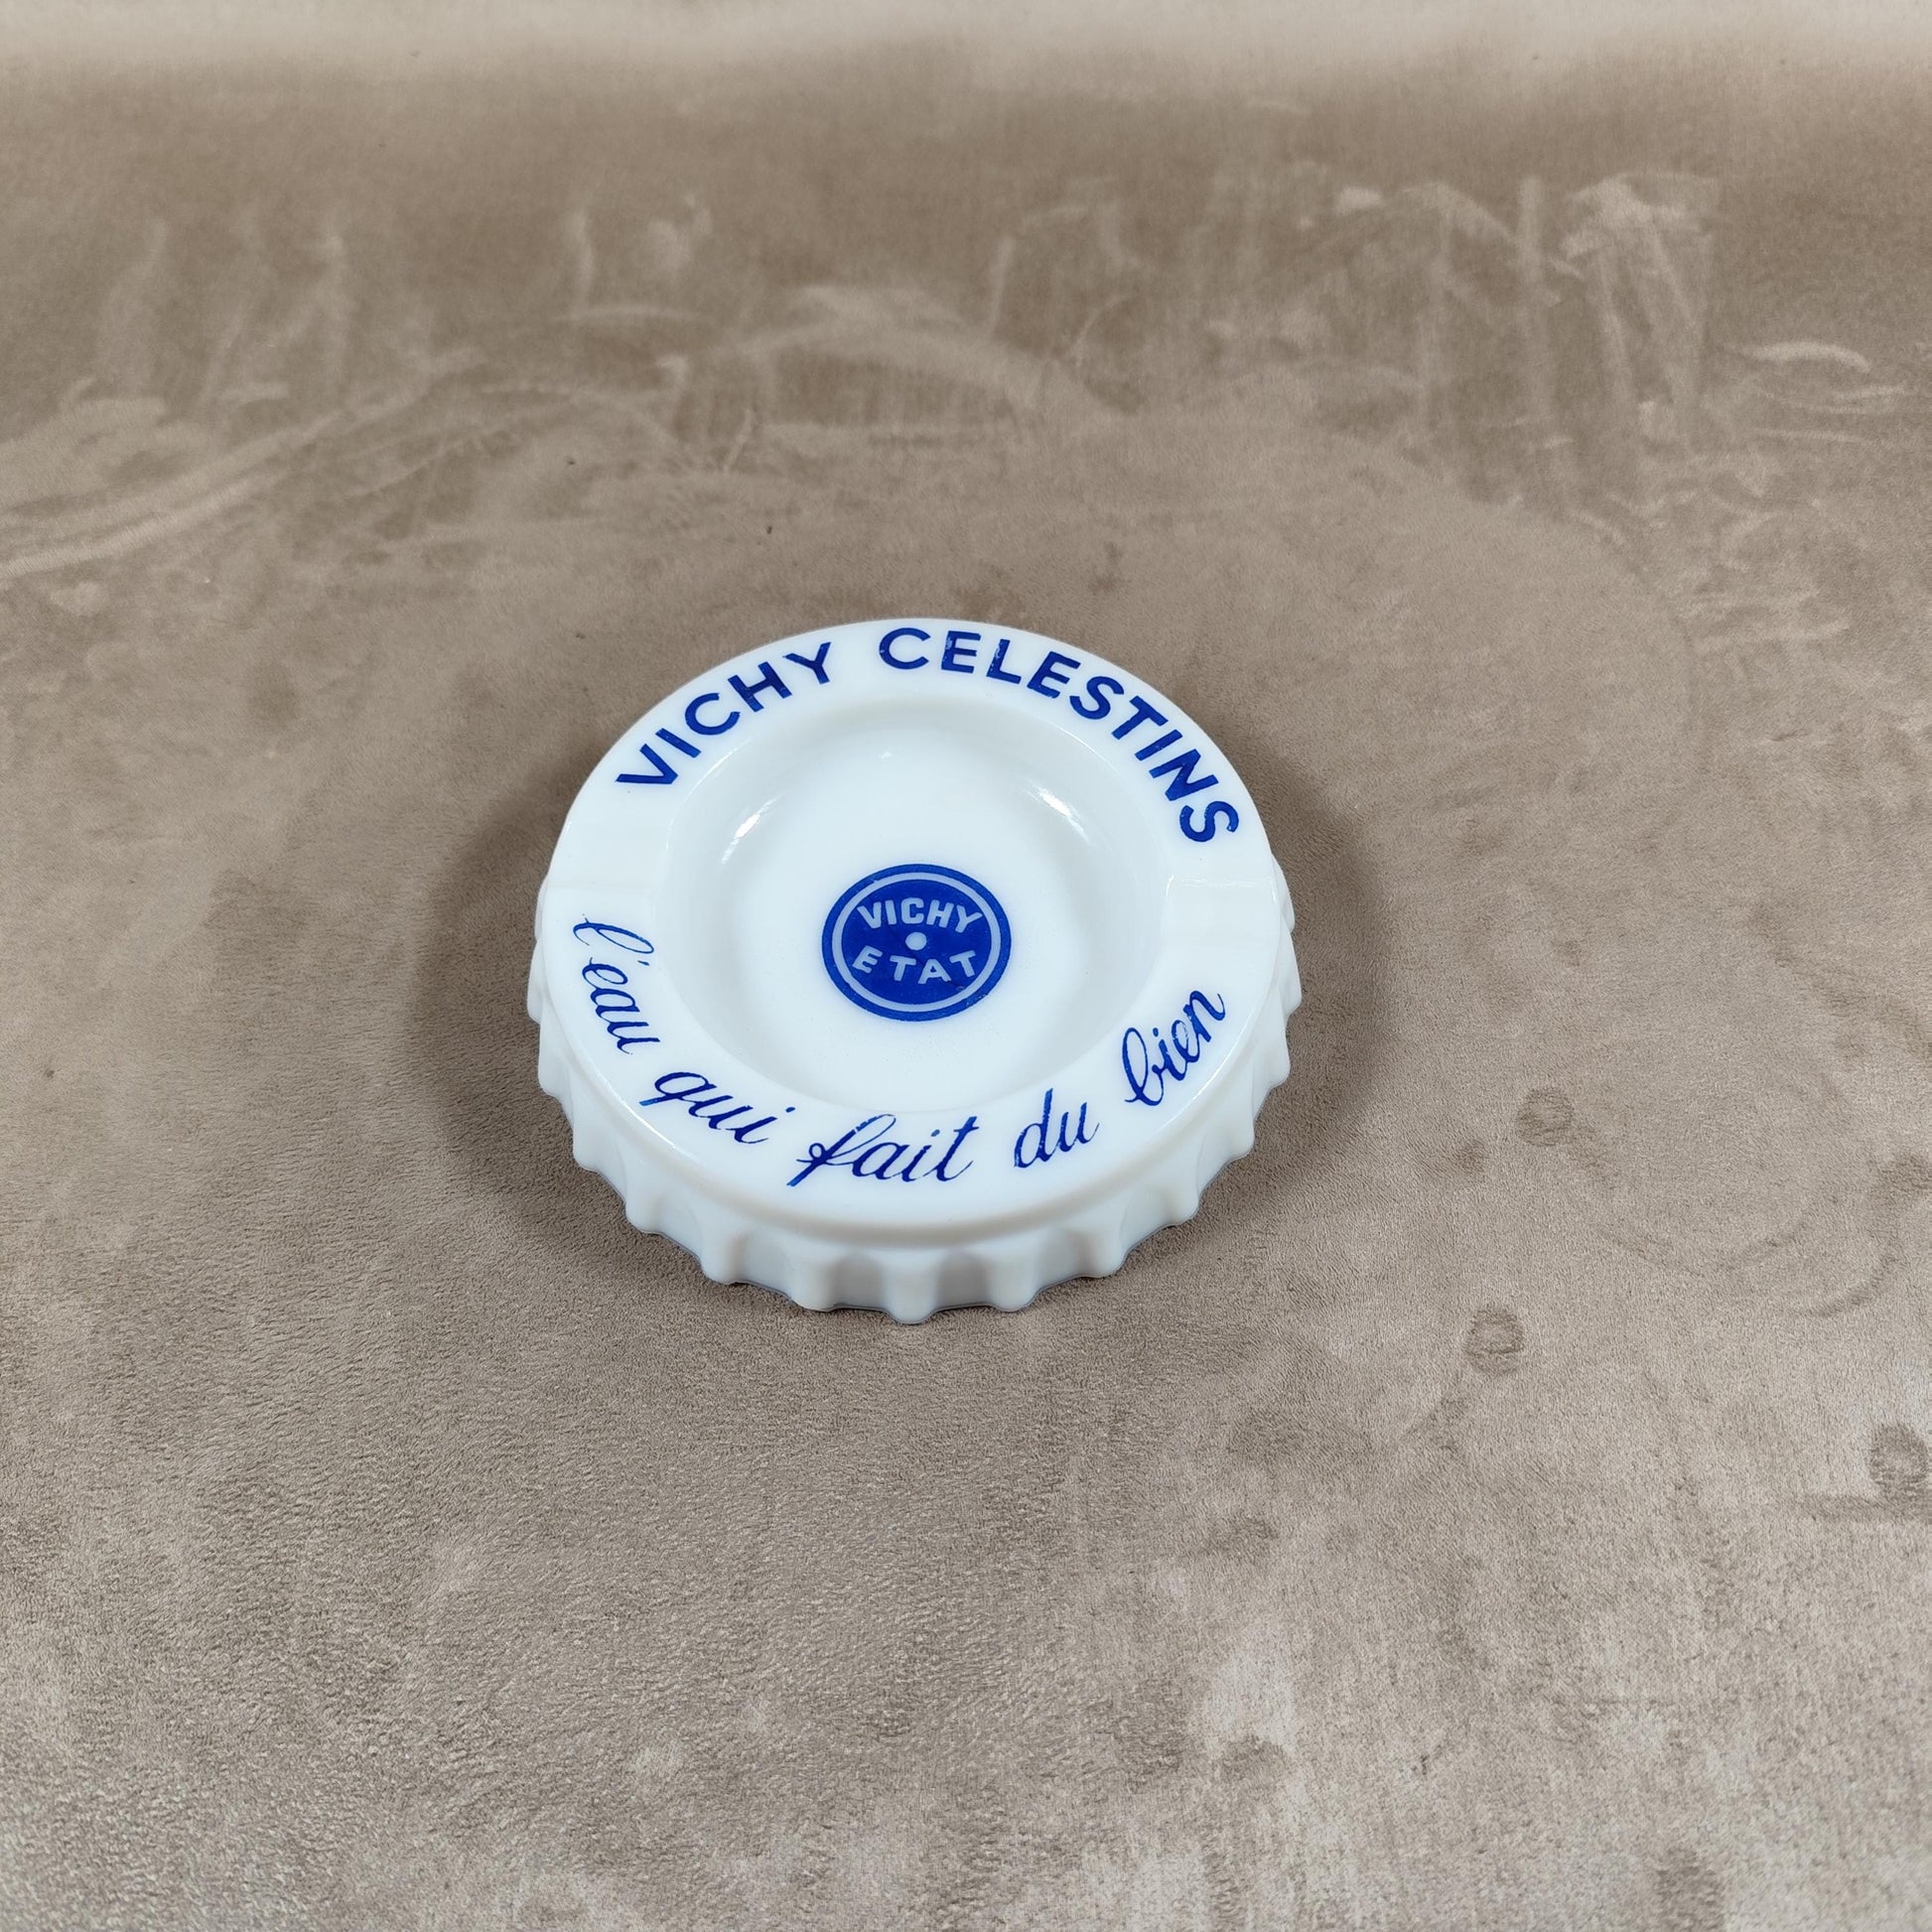 VICHY CELESTINS
VICHY
ETAT
l'eau qui fait du bien